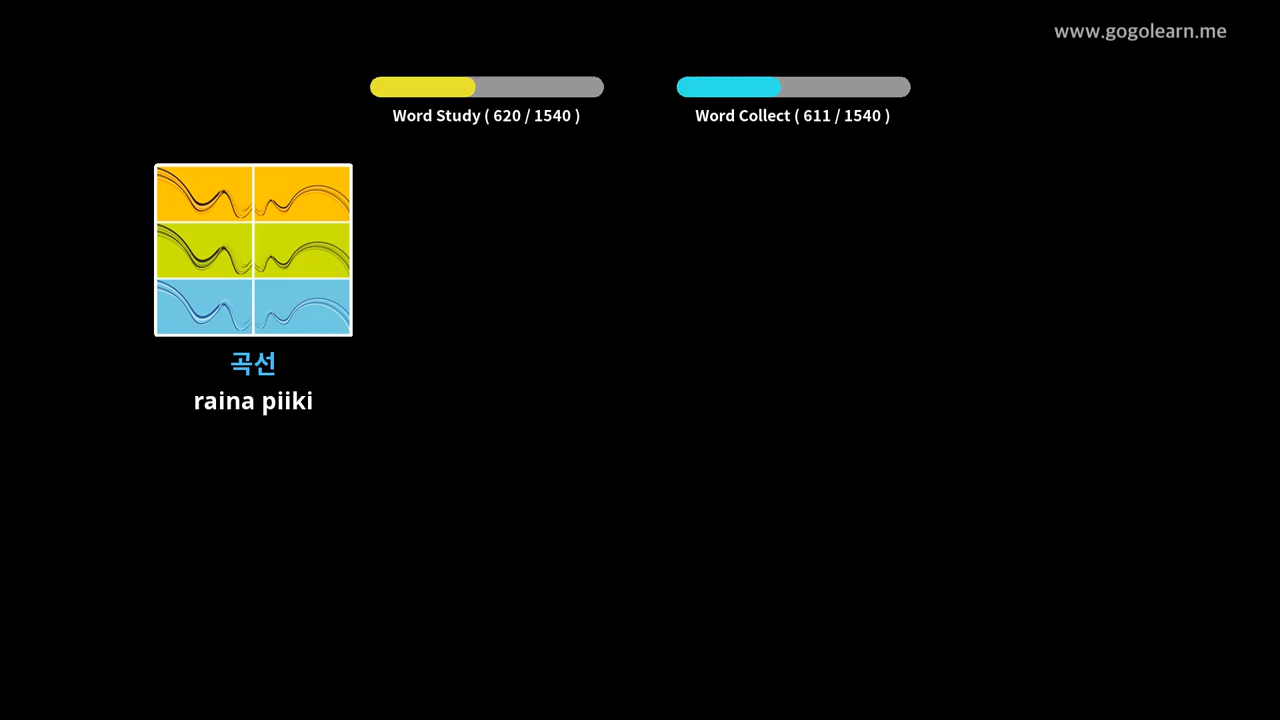 www.gogolearn.me
Word Study ( 620 / 1540 )
Word Collect ( 611 / 1540 )
곡선
raina piiki